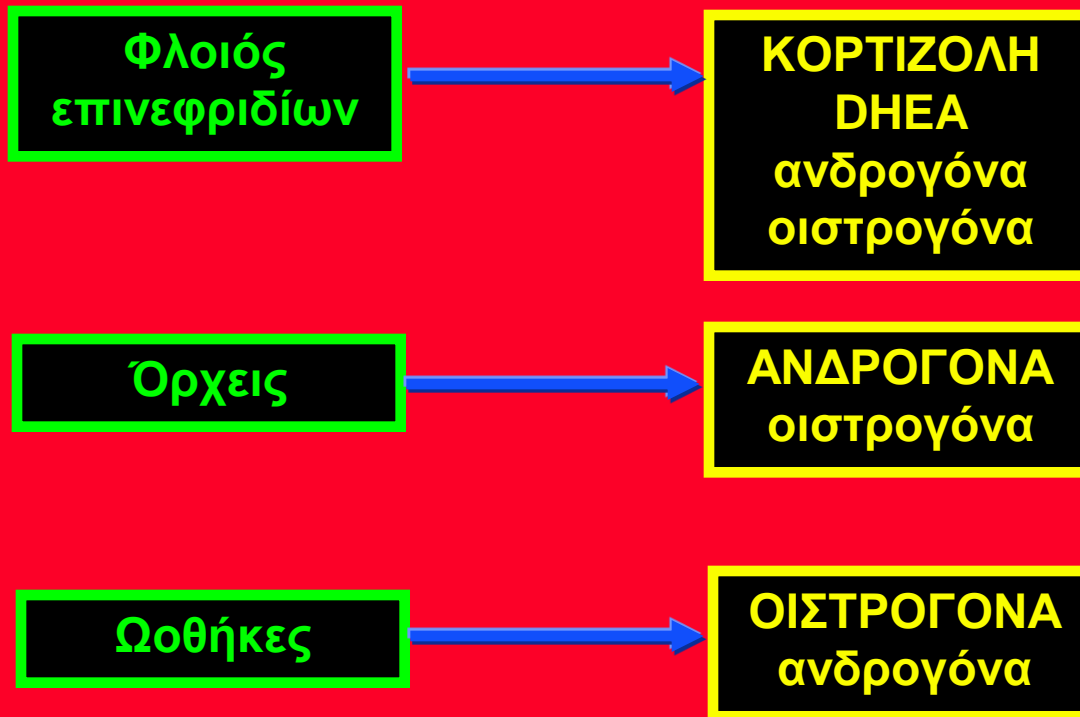 Φλοιός
επινεφριδίων
ΚΟΡΤΙΖΟΛΗ
DHEA
ανδρογόνα
οιστρογόνα
Όρχεις
ΑΝΔΡΟΓΟΝΑ
οιστρογόνα
Ωοθήκες
ΟΙΣΤΡΟΓΟΝΑ
ανδρογόνα